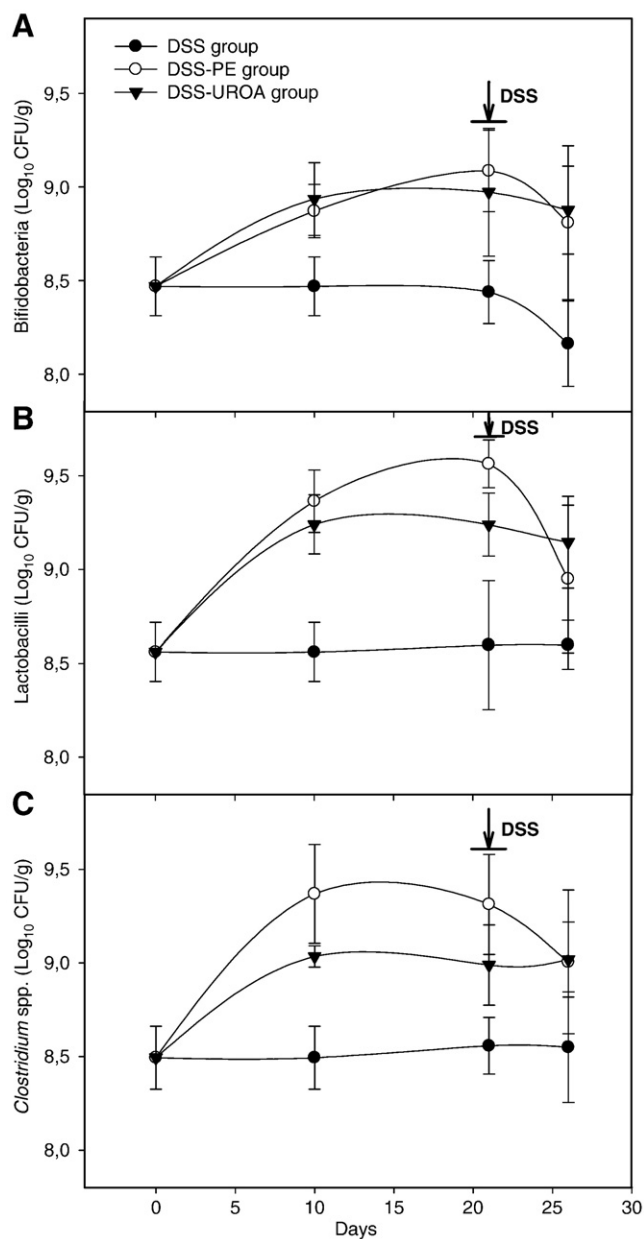 A
DSS group
DSS-PE group
DSS-UROA group
9,5
DSS
9,0
8,5
8,0
Bifidobacteria (Log10 CFU/g)
B
DSS
9,5
9,0
8,5
8,0
Lactobacilli (Log10 CFU/g)
C
DSS
9,5
9,0
8,5
8,0
Clostridium spp. (Log10 CFU/g)
0 5 10 15 20 25 30
Days